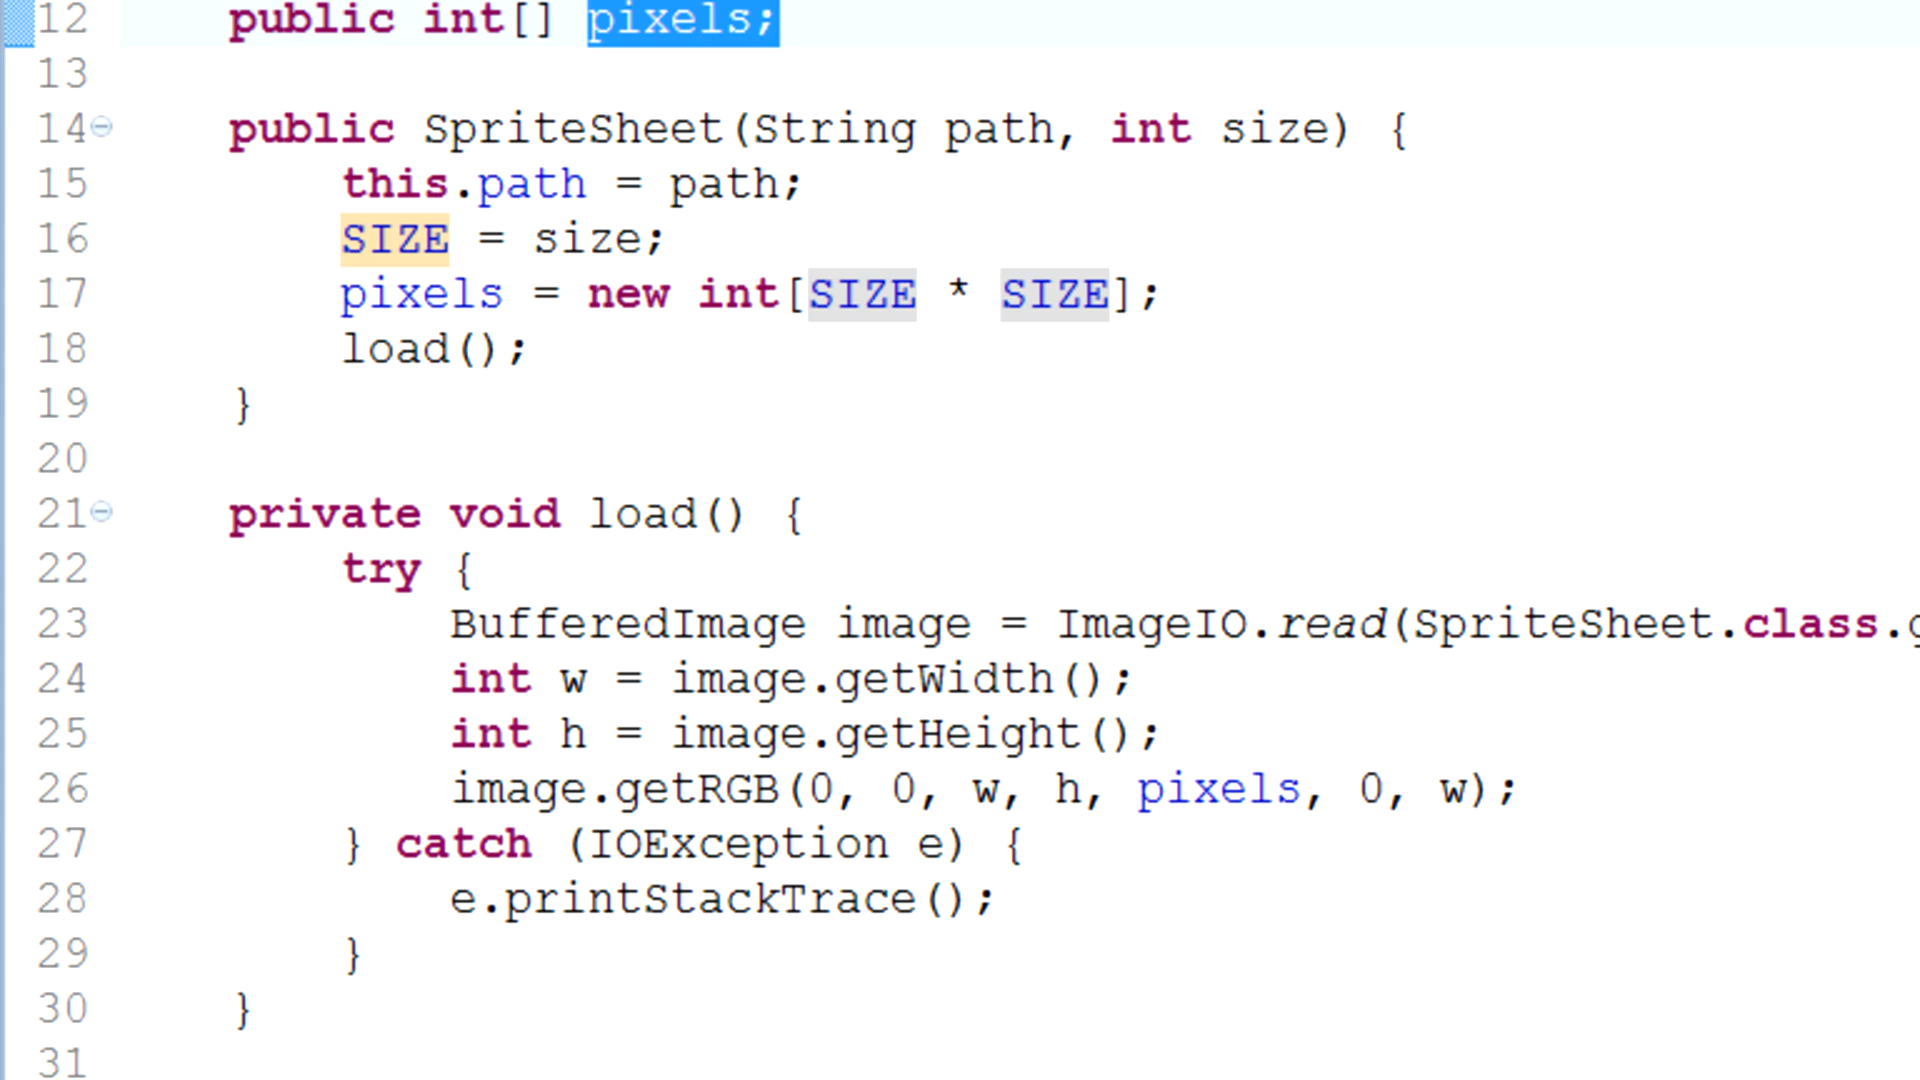 12 public int[] pixels;
13
14 public SpriteSheet(String path, int size) {
15 this.path = path;
16 SIZE = size;
17 pixels = new int[SIZE * SIZE];
18 load();
19 }
20
21 private void load() {
22 try {
23 BufferedImage image = ImageIO.read(SpriteSheet.class.
24 int w = image.getWidth();
25 int h = image.getHeight();
26 image.getRGB(0, 0, w, h, pixels, 0, w);
27 } catch (IOException e) {
28 e.printStackTrace();
29 }
30 }
31